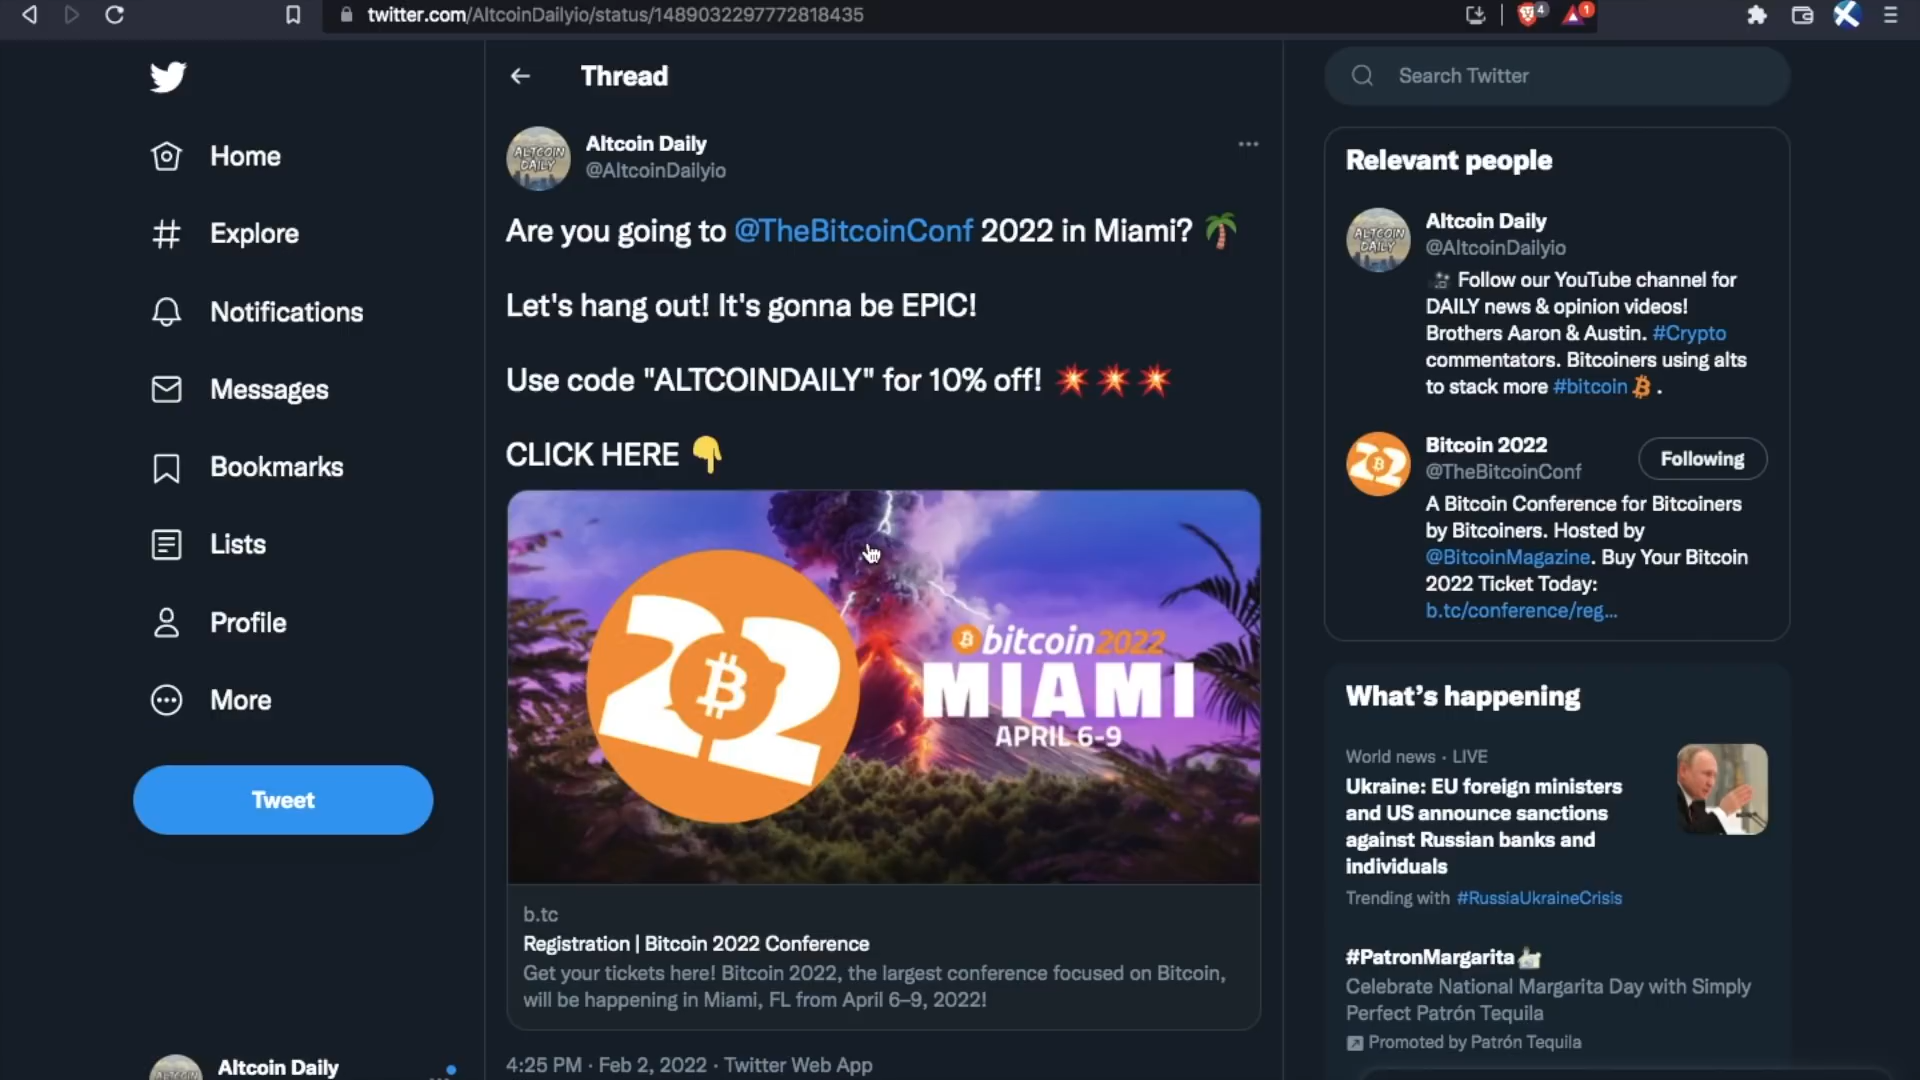 twitter.com/AltcoinDailyio/status/1489032297772818435
4
1
Home
Explore
Notifications
Messages
Bookmarks
Lists
Profile
More
Tweet
Altcoin Daily
Thread
ALTCOIN
DAILY
Altcoin Daily
@AltcoinDailyio
Are you going to @TheBitcoinConf 2022 in Miami? 🌴
Let's hang out! It's gonna be EPIC!
Use code "ALTCOINDAILY" for 10% off! 💥💥💥
CLICK HERE 👇
22
bitcoin2022
MIAMI
APRIL 6-9
b.tc
Registration | Bitcoin 2022 Conference
Get your tickets here! Bitcoin 2022, the largest conference focused on Bitcoin,
will be happening in Miami, FL from April 6–9, 2022!
4:25 PM · Feb 2, 2022 · Twitter Web App
Search Twitter
Relevant people
ALTCOIN
DAILY
Altcoin Daily
@AltcoinDailyio
Follow our YouTube channel for
DAILY news & opinion videos!
Brothers Aaron & Austin. #Crypto
commentators. Bitcoiners using alts
to stack more #bitcoin .
22
Bitcoin 2022
@TheBitcoinConf
Following
A Bitcoin Conference for Bitcoiners
by Bitcoiners. Hosted by
@BitcoinMagazine. Buy Your Bitcoin
2022 Ticket Today:
b.tc/conference/reg…
What's happening
World news · LIVE
Ukraine: EU foreign ministers
and US announce sanctions
against Russian banks and
individuals
Trending with #RussiaUkraineCrisis
#PatronMargarita
Celebrate National Margarita Day with Simply
Perfect Patrón Tequila
Promoted by Patrón Tequila